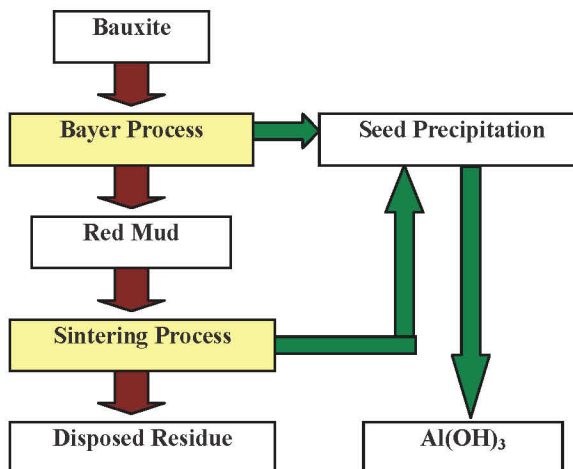 Bauxite
Bayer Process
Seed Precipitation
Red Mud
Sintering Process
Disposed Residue
Al(OH)₃